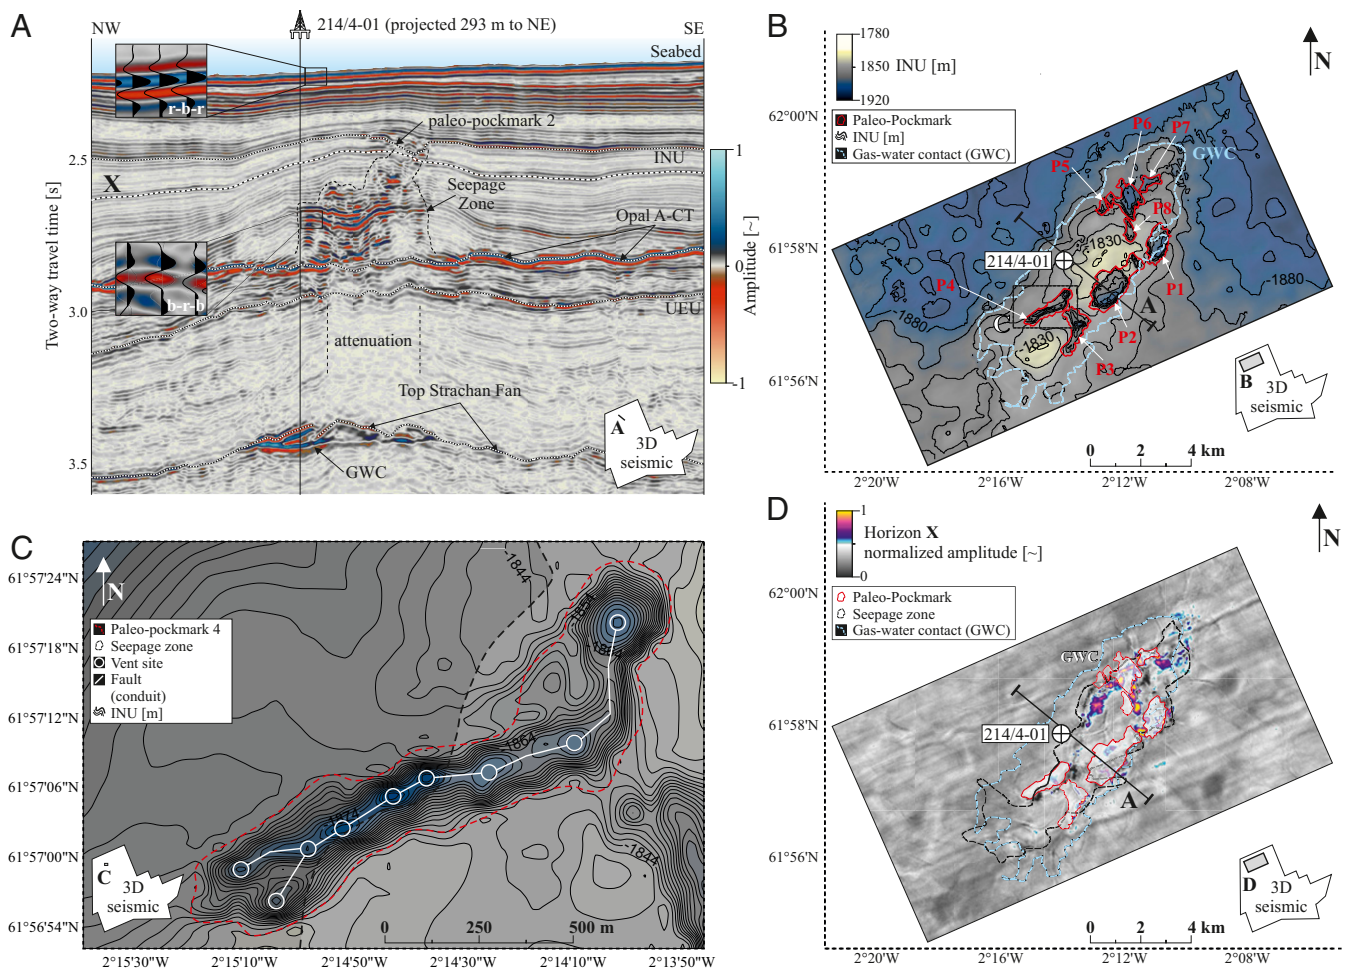 A
NW
214/4-01 (projected 293 m to NE)
SE
Seabed
r-b-r
paleo-pockmark 2
INU
2.5
X
Seepage
Zone
Opal A-CT
b-r-b
UEU
3.0
attenuation
Top Strachan Fan
GWC
3.5
Two-way travel time [s]
1
0
-1
Amplitude [~]
A`
3D
seismic
B
1780
1850
1920
INU [m]
N
Paleo-Pockmark
INU [m]
Gas-water contact (GWC)
62°00'N
61°58'N
61°56'N
P6
P7
GWC
P5
P8
-1830
214/4-01
P1
P4
A
-1880
-1880
C
P2
-1830
P3
B
3D
seismic
0 2 4 km
2°20'W
2°16'W
2°12'W
2°08'W
C
61°57'24"N
61°57'18"N
61°57'12"N
61°57'06"N
61°57'00"N
61°56'54"N
N
Paleo-pockmark 4
Seepage zone
Vent site
Fault
(conduit)
INU [m]
-1844
-1854
-1864
-1864
-1874
-1844
C
3D
seismic
0 250 500 m
2°15'30"W
2°15'10"W
2°14'50"W
2°14'30"W
2°14'10"W
2°13'50"W
D
1
0
Horizon X
normalized amplitude [~]
N
Paleo-Pockmark
Seepage zone
Gas-water contact (GWC)
62°00'N
61°58'N
61°56'N
GWC
214/4-01
A
D
3D
seismic
0 2 4 km
2°20'W
2°16'W
2°12'W
2°08'W